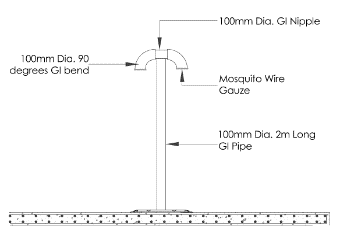 100mm Dia. GI Nipple
100mm Dia. 90
degrees GI bend
Mosquito Wire
Gauze
100mm Dia. 2m Long
GI Pipe